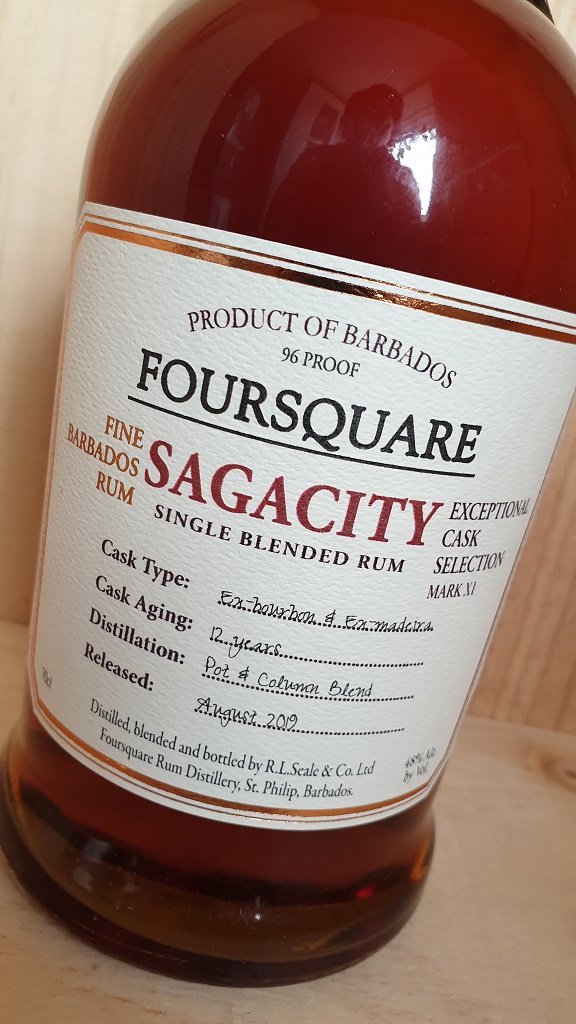 PRODUCT OF BARBADOS
96 PROOF
FOURSQUARE
FINE
BARBADOS
RUM
SAGACITY
SINGLE BLENDED RUM
EXCEPTIONAL
CASK
SELECTION
MARK XI
Cask Type: Ex-bourbon & Ex-madeira
Cask Aging: 12 years
Distillation: Pot & Column Blend
Released: August 2019
70cl
Distilled, blended and bottled by R.L.Seale & Co. Ltd
Foursquare Rum Distillery, St. Philip, Barbados.
48% Alc.
by Vol.